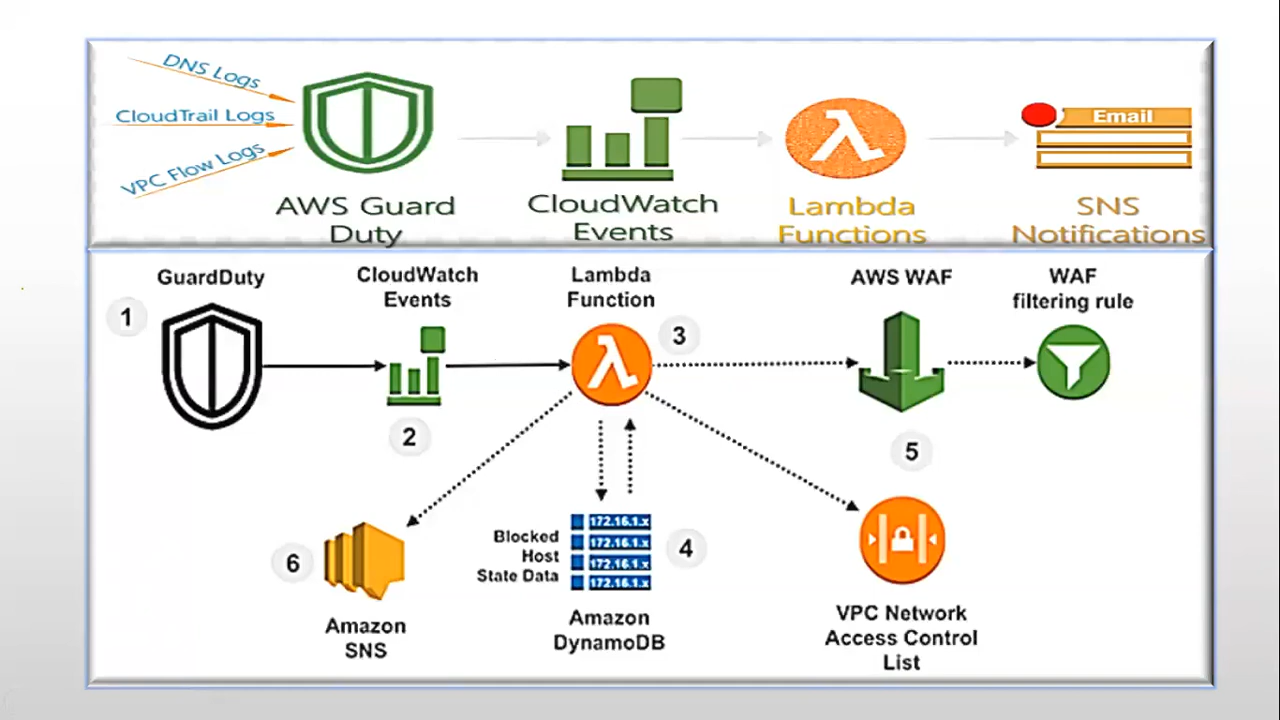 DNS Logs
CloudTrail Logs
VPC Flow Logs
AWS Guard
Duty
CloudWatch
Events
Lambda
Functions
Email
SNS
Notifications
GuardDuty
CloudWatch
Events
Lambda
Function
AWS WAF
WAF
filtering rule
1
2
3
5
6
Blocked
Host
State Data
172.16.1.x
172.16.1.x
172.16.1.x
172.16.1.x
4
Amazon
SNS
Amazon
DynamoDB
VPC Network
Access Control
List